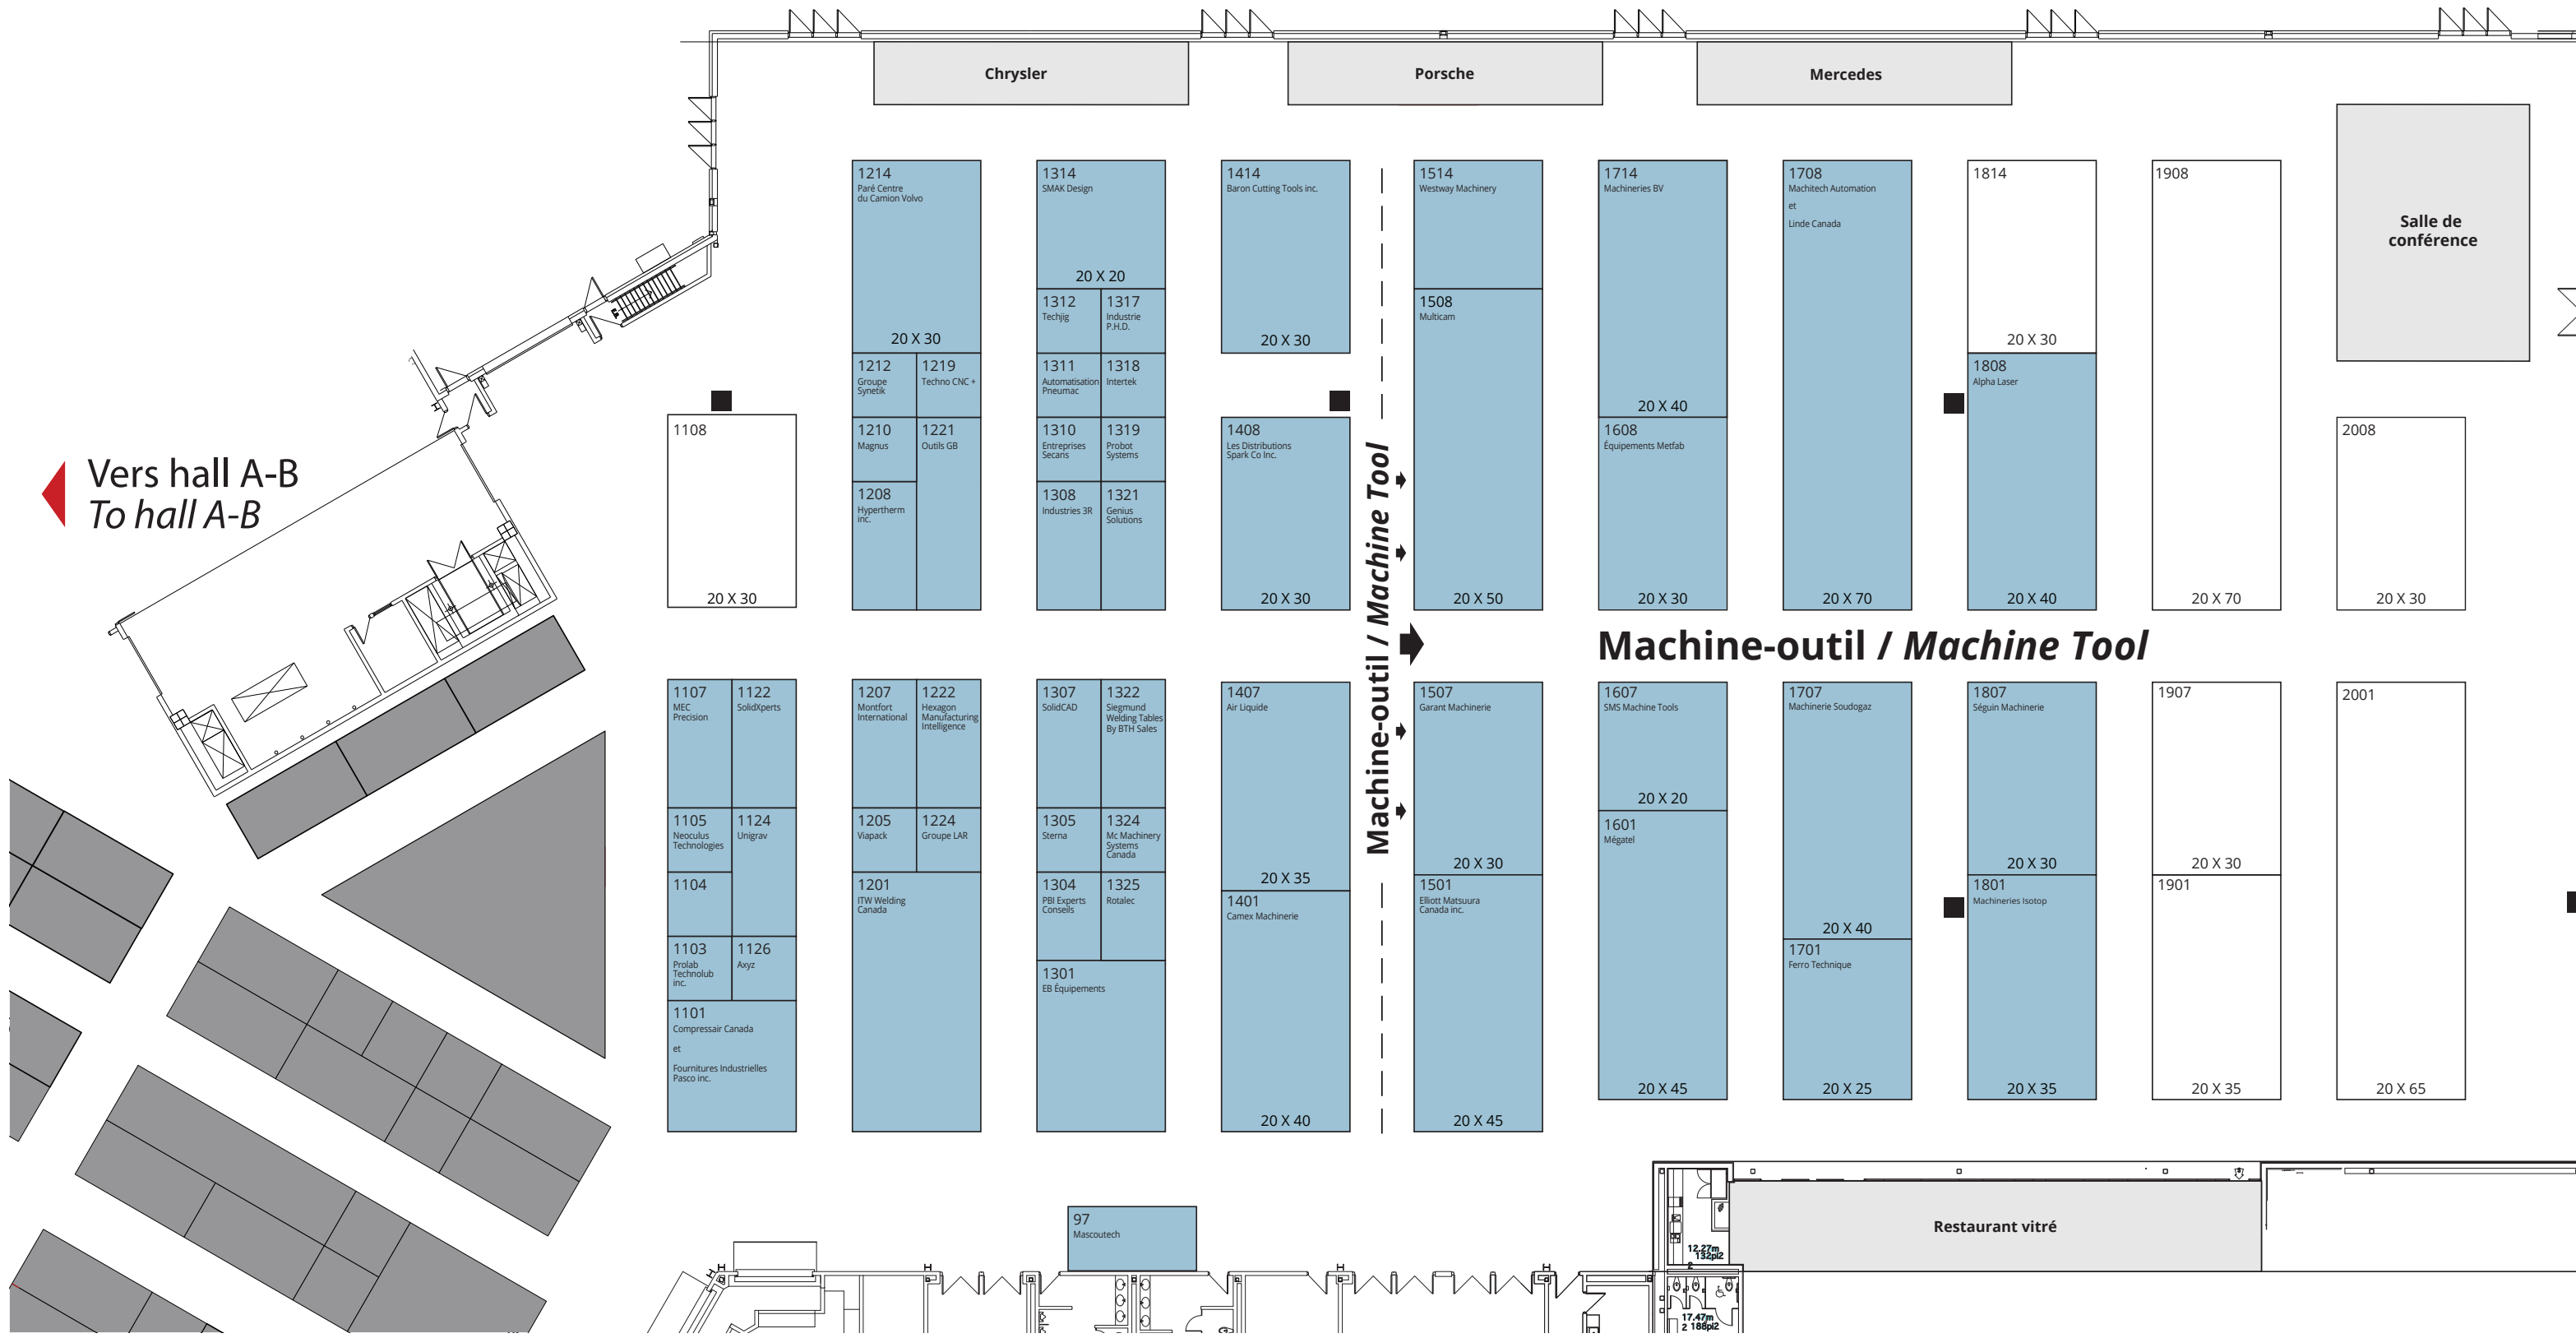 Chrysler
Porsche
Mercedes
Salle de
conférence
1214
Paré Centre
du Camion Volvo
20 X 30
1314
SMAK Design
20 X 20
1414
Baron Cutting Tools inc.
20 X 30
1514
Westway Machinery
1714
Machineries BV
20 X 40
1708
Machitech Automation
et
Linde Canada
20 X 70
1814
20 X 30
1908
20 X 70
1312
Techjig
1317
Industrie
P.H.D.
1508
Multicam
20 X 50
1212
Groupe
Synetik
1219
Techno CNC +
1311
Automatisation
Pneumac
1318
Intertek
1808
Alpha Laser
20 X 40
1108
20 X 30
1210
Magnus
1221
Outils GB
1310
Entreprises
Secans
1319
Probot
Systems
1408
Les Distributions
Spark Co Inc.
20 X 30
1608
Équipements Metfab
20 X 30
2008
20 X 30
1208
Hypertherm
inc.
1308
Industries 3R
1321
Genius
Solutions
Vers hall A-B
To hall A-B
Machine-outil / Machine Tool
Machine-outil / Machine Tool
1107
MEC
Precision
1122
SolidXperts
1207
Montfort
International
1222
Hexagon
Manufacturing
Intelligence
1307
SolidCAD
1322
Siegmund
Welding Tables
By BTH Sales
1407
Air Liquide
20 X 35
1507
Garant Machinerie
20 X 30
1607
SMS Machine Tools
20 X 20
1707
Machinerie Soudogaz
20 X 40
1807
Séguin Machinerie
20 X 30
1907
20 X 30
2001
20 X 65
1105
Neoculus
Technologies
1124
Unigrav
1205
Viapack
1224
Groupe LAR
1305
Sterna
1324
Mc Machinery
Systems
Canada
1601
Mégatel
20 X 45
1104
1201
ITW Welding
Canada
1304
PBI Experts
Conseils
1325
Rotalec
1401
Camex Machinerie
20 X 40
1501
Elliott Matsuura
Canada inc.
20 X 45
1801
Machineries Isotop
20 X 35
1901
20 X 35
1103
Prolab
Technolub
inc.
1126
Axyz
1301
EB Équipements
1701
Ferro Technique
20 X 25
1101
Compressair Canada
et
Fournitures Industrielles
Pasco inc.
97
Mascoutech
Restaurant vitré
12.27m
132pi2
2
17.47m
2 188pi2